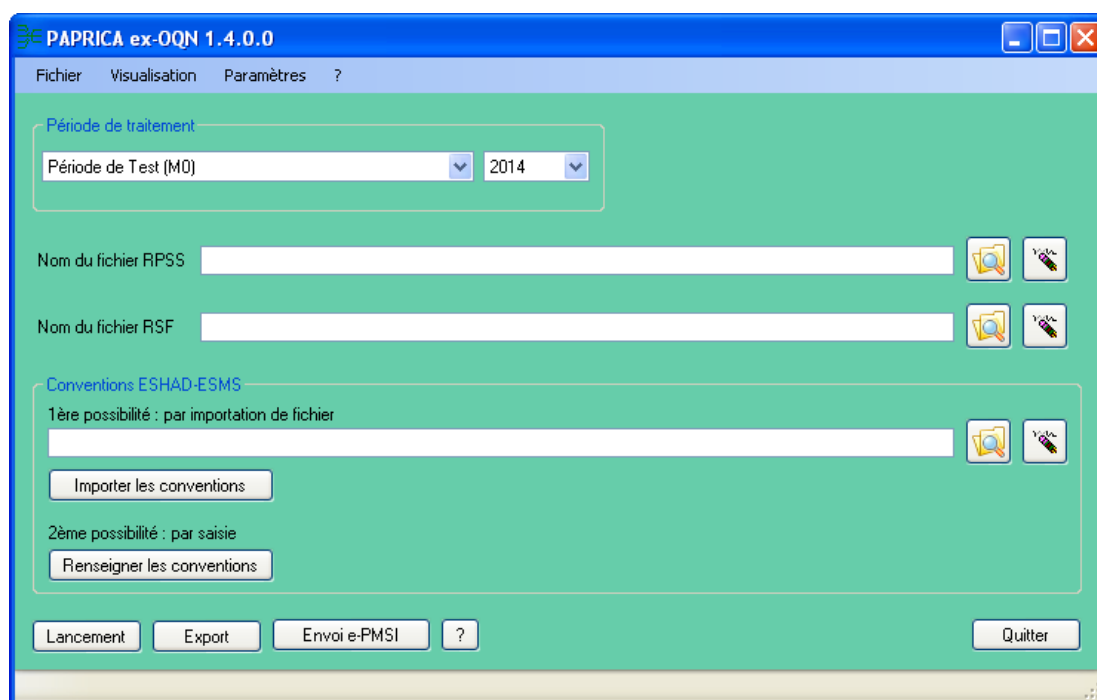 PAPRICA ex-OQN 1.4.0.0
Fichier Visualisation Paramètres ?
Période de traitement
Période de Test (M0) 2014
Nom du fichier RPSS
Nom du fichier RSF
Conventions ESHAD-ESMS
1ère possibilité : par importation de fichier
Importer les conventions
2ème possibilité : par saisie
Renseigner les conventions
Lancement Export Envoi e-PMSI ? Quitter